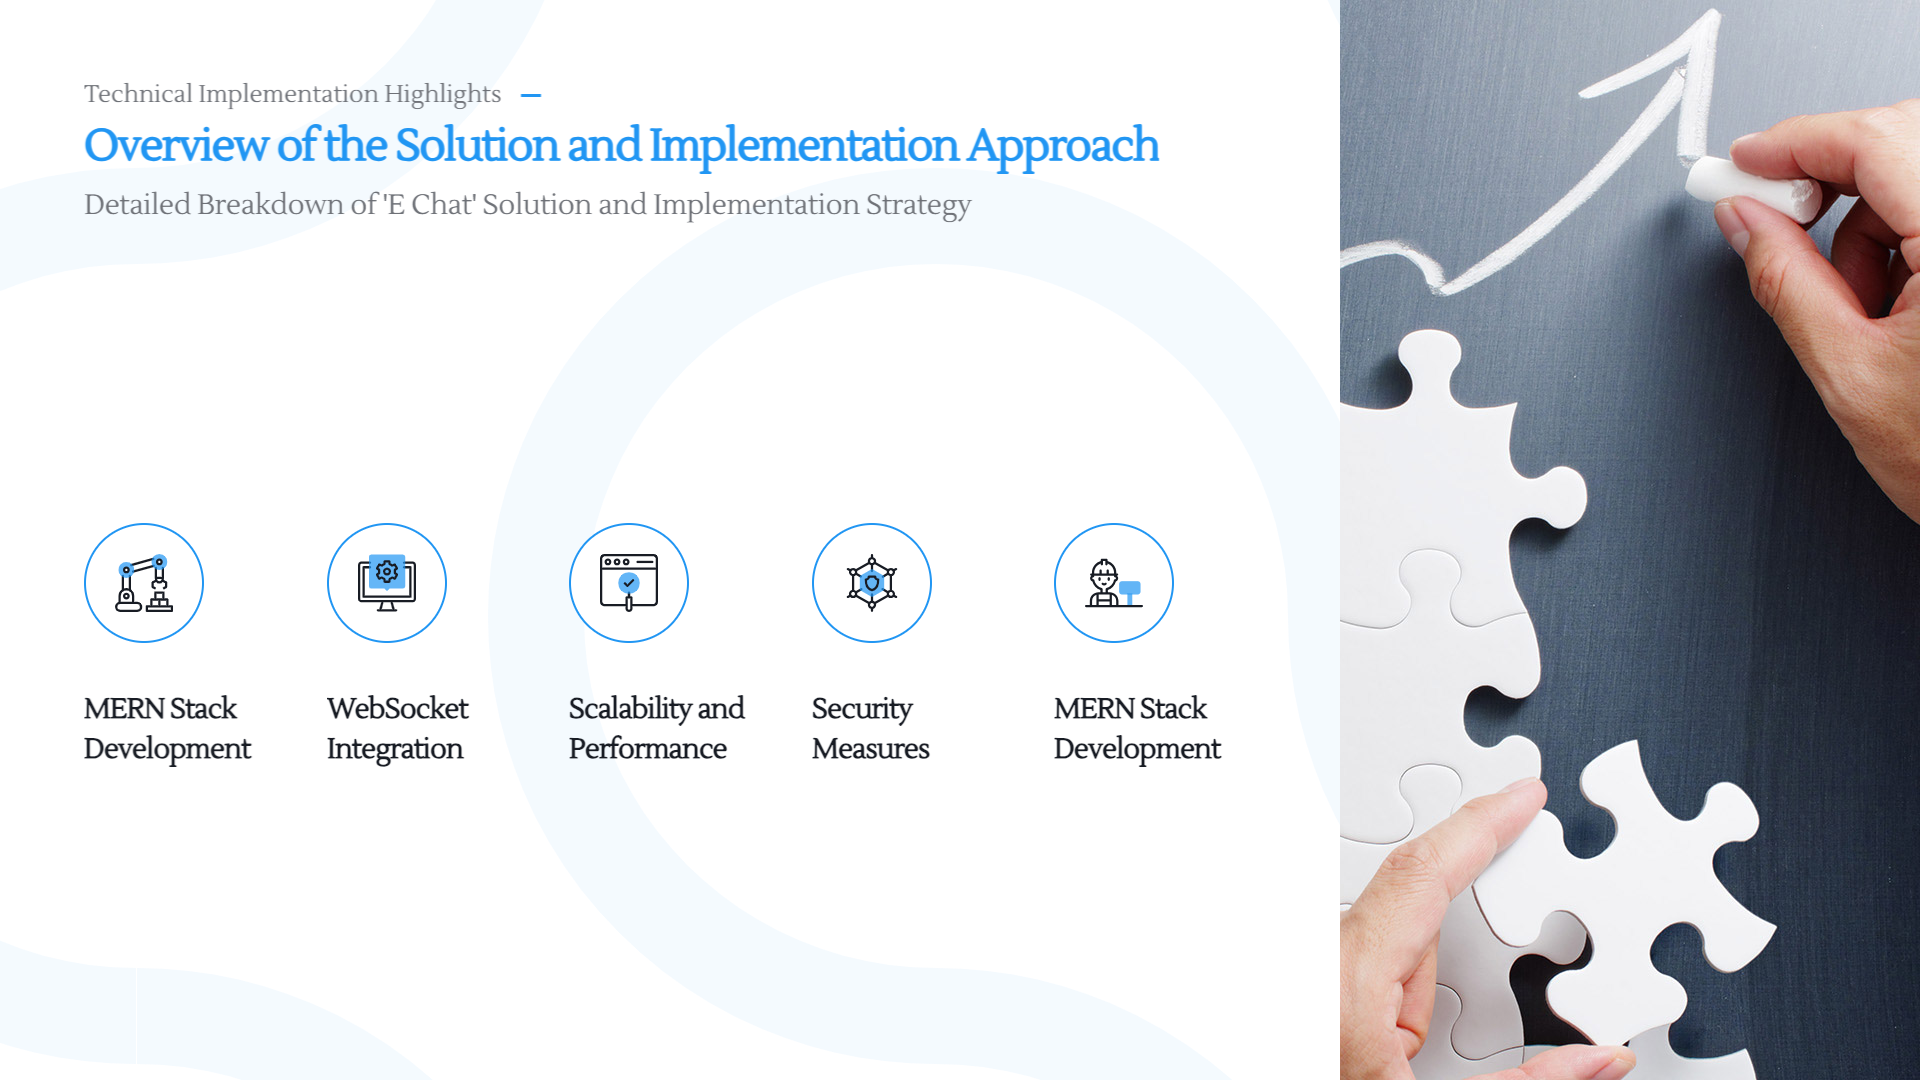 Technical Implementation Highlights
Overview of the Solution and Implementation Approach
Detailed Breakdown of 'E Chat' Solution and Implementation Strategy
MERN Stack
Development
WebSocket
Integration
Scalability and
Performance
Security
Measures
MERN Stack
Development